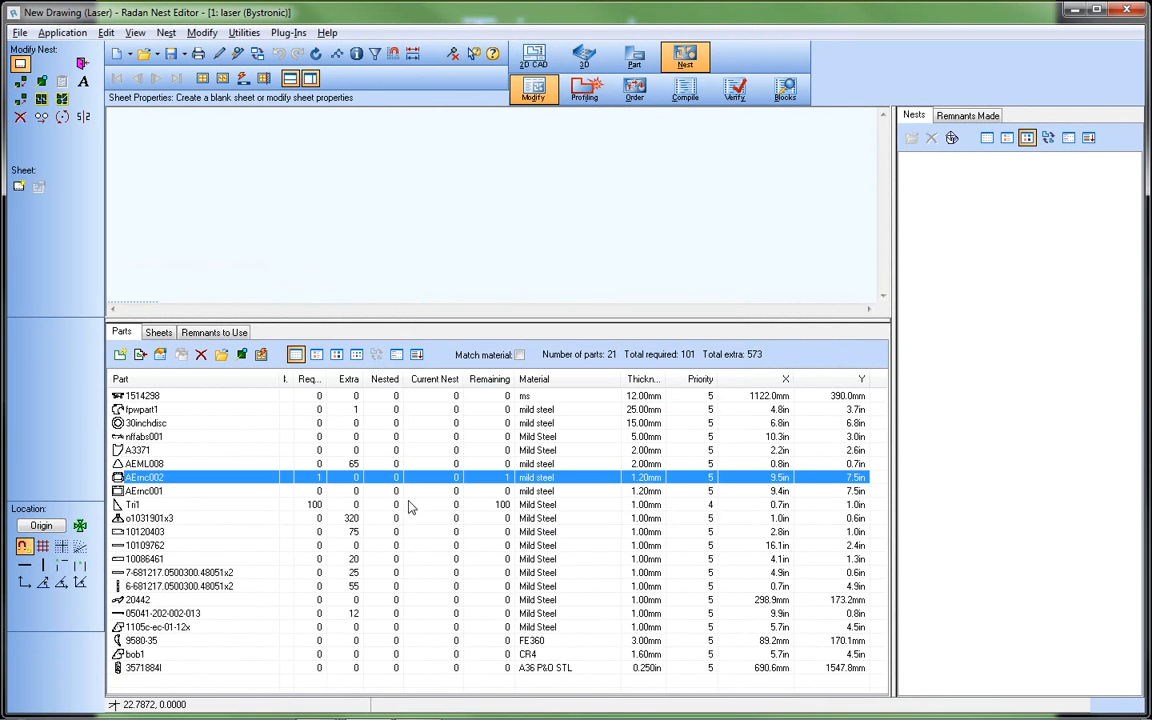 New Drawing (Laser) - Radan Nest Editor - [1: laser (Bystronic)]
File Application Edit View Nest Modify Utilities Plug-Ins Help
Modify Nest:
2D CAD 3D Part Nest
Modify Profiling Order Compile Verify Blocks
Sheet Properties: Create a blank sheet or modify sheet properties
Nests Remnants Made
Sheet:
Parts Sheets Remnants to Use
Match material: Number of parts: 21 Total required: 101 Total extra: 573
Part I. Req... Extra Nested Current Nest Remaining Material Thickn... Priority X Y
1514298 0 0 0 0 0 ms 12.00mm 5 1122.0mm 390.0mm
fpwpart1 0 1 0 0 0 mild steel 25.00mm 5 4.8in 3.7in
30inchdisc 0 0 0 0 0 mild steel 15.00mm 5 6.8in 6.8in
nffabs001 0 0 0 0 0 Mild Steel 5.00mm 5 10.3in 3.0in
A3371 0 0 0 0 0 Mild Steel 2.00mm 5 2.2in 2.6in
AEML008 0 65 0 0 0 mild steel 2.00mm 5 0.8in 0.7in
AErnc002 1 0 0 0 1 mild steel 1.20mm 5 9.5in 7.5in
AErnc001 0 0 0 0 0 mild steel 1.20mm 5 9.4in 7.5in
Tri1 100 0 0 0 100 Mild Steel 1.00mm 4 0.7in 1.0in
o1031901x3 0 320 0 0 0 Mild Steel 1.00mm 5 1.0in 0.6in
10120403 0 75 0 0 0 Mild Steel 1.00mm 5 2.8in 1.0in
10109762 0 0 0 0 0 Mild Steel 1.00mm 5 16.1in 2.4in
10086461 0 20 0 0 0 Mild Steel 1.00mm 5 4.1in 1.3in
7-681217.0500300.48051x2 0 25 0 0 0 Mild Steel 1.00mm 5 4.9in 0.6in
6-681217.0500300.48051x2 0 55 0 0 0 Mild Steel 1.00mm 5 0.7in 4.9in
20442 0 0 0 0 0 Mild Steel 1.00mm 5 298.9mm 173.2mm
05041-202-002-013 0 12 0 0 0 Mild Steel 1.00mm 5 9.9in 0.8in
1105c-ec-01-12x 0 0 0 0 0 Mild Steel 1.00mm 5 5.7in 4.5in
9580-35 0 0 0 0 0 FE360 3.00mm 5 89.2mm 170.1mm
bob1 0 0 0 0 0 CR4 1.60mm 5 5.7in 4.5in
3571884I 0 0 0 0 0 A36 P&O STL 0.250in 5 690.6mm 1547.8mm
Location:
Origin
22.7872, 0.0000